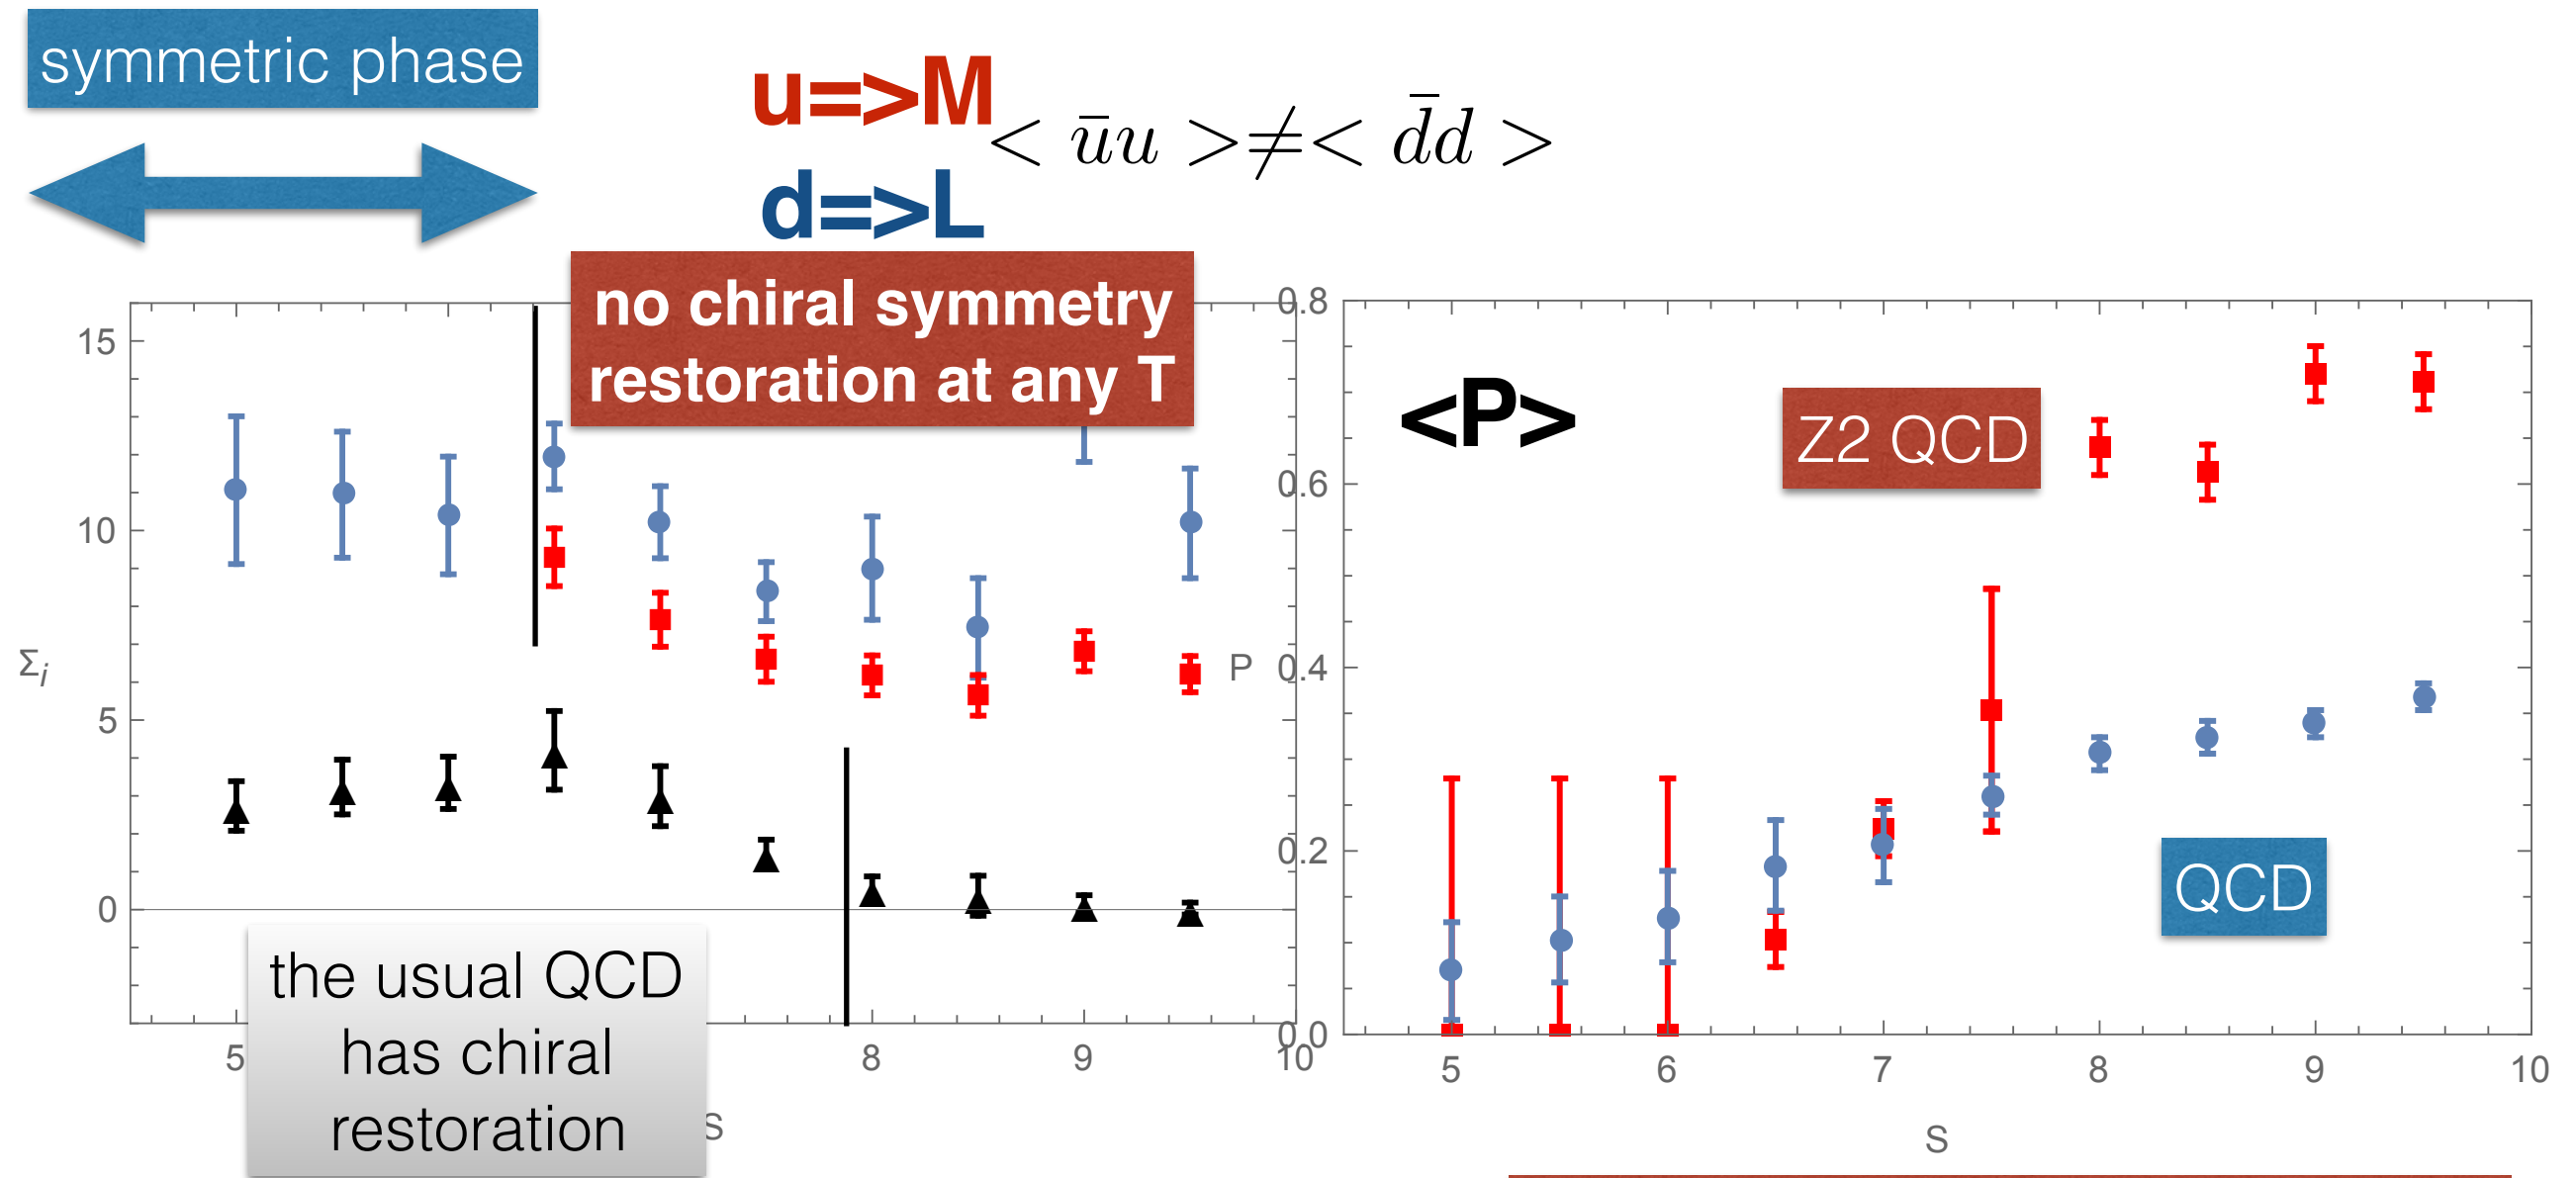 symmetric phase
u=>M
< ūu >≠< d̄d >
d=>L
no chiral symmetry
restoration at any T
15
10
5
0
Σi
5
8
9
10
S
the usual QCD
has chiral
restoration
0.8
0.6
0.4
0.2
0.0
P
<P>
Z2 QCD
QCD
5
6
7
8
9
10
S